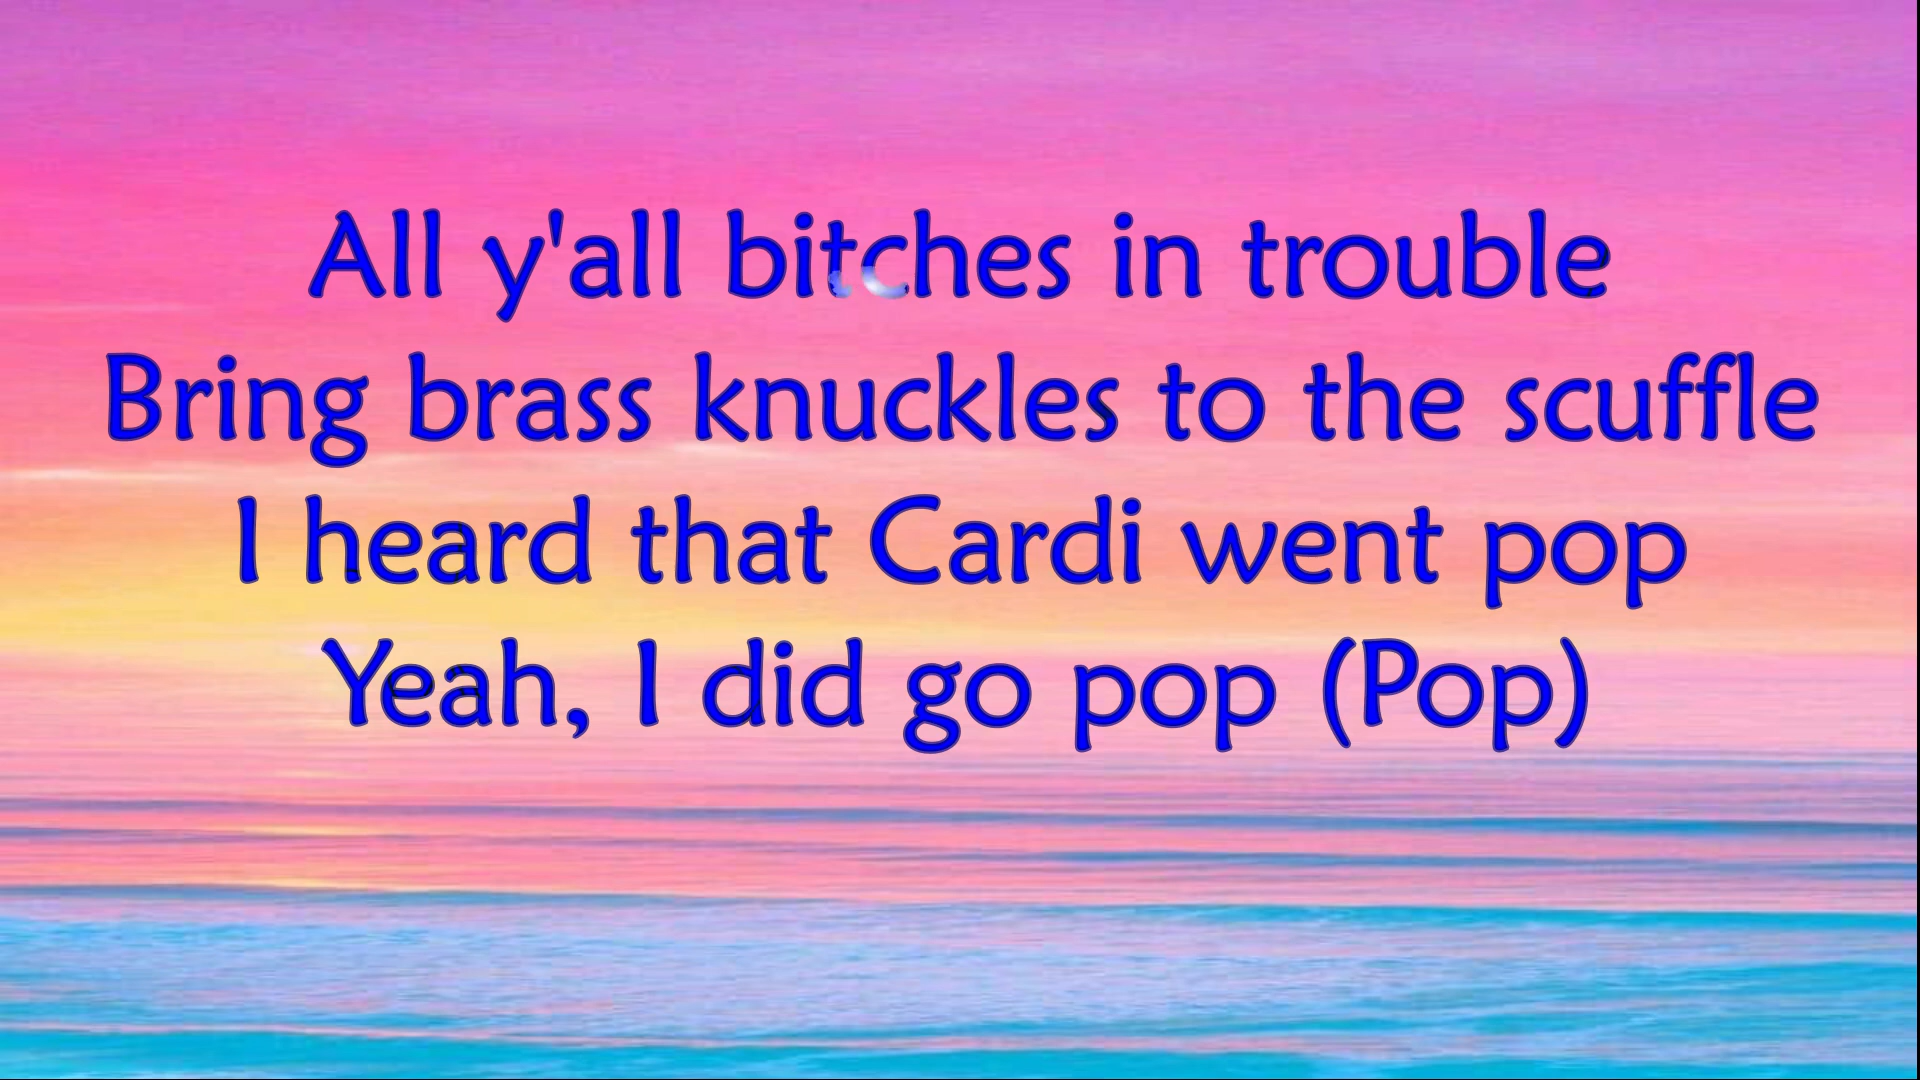 All y'all bitches in trouble
Bring brass knuckles to the scuffle
I heard that Cardi went pop
Yeah, I did go pop (Pop)